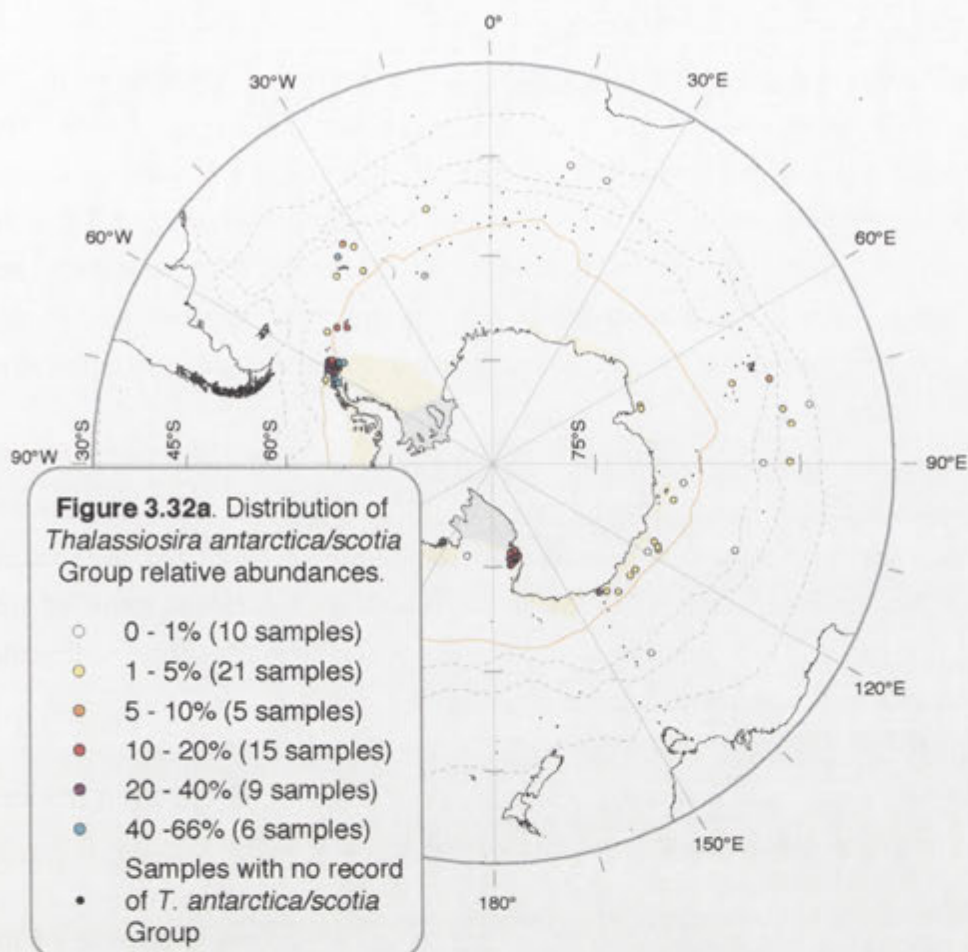 0°
30°W
30°E
60°W
60°E
90°W
30°S
45°S
60°S
75°S
90°E
120°E
150°E
180°
Figure 3.32a. Distribution of
Thalassiosira antarctica/scotia
Group relative abundances.
0 - 1% (10 samples)
1 - 5% (21 samples)
5 - 10% (5 samples)
10 - 20% (15 samples)
20 - 40% (9 samples)
40 -66% (6 samples)
Samples with no record
of T. antarctica/scotia
Group